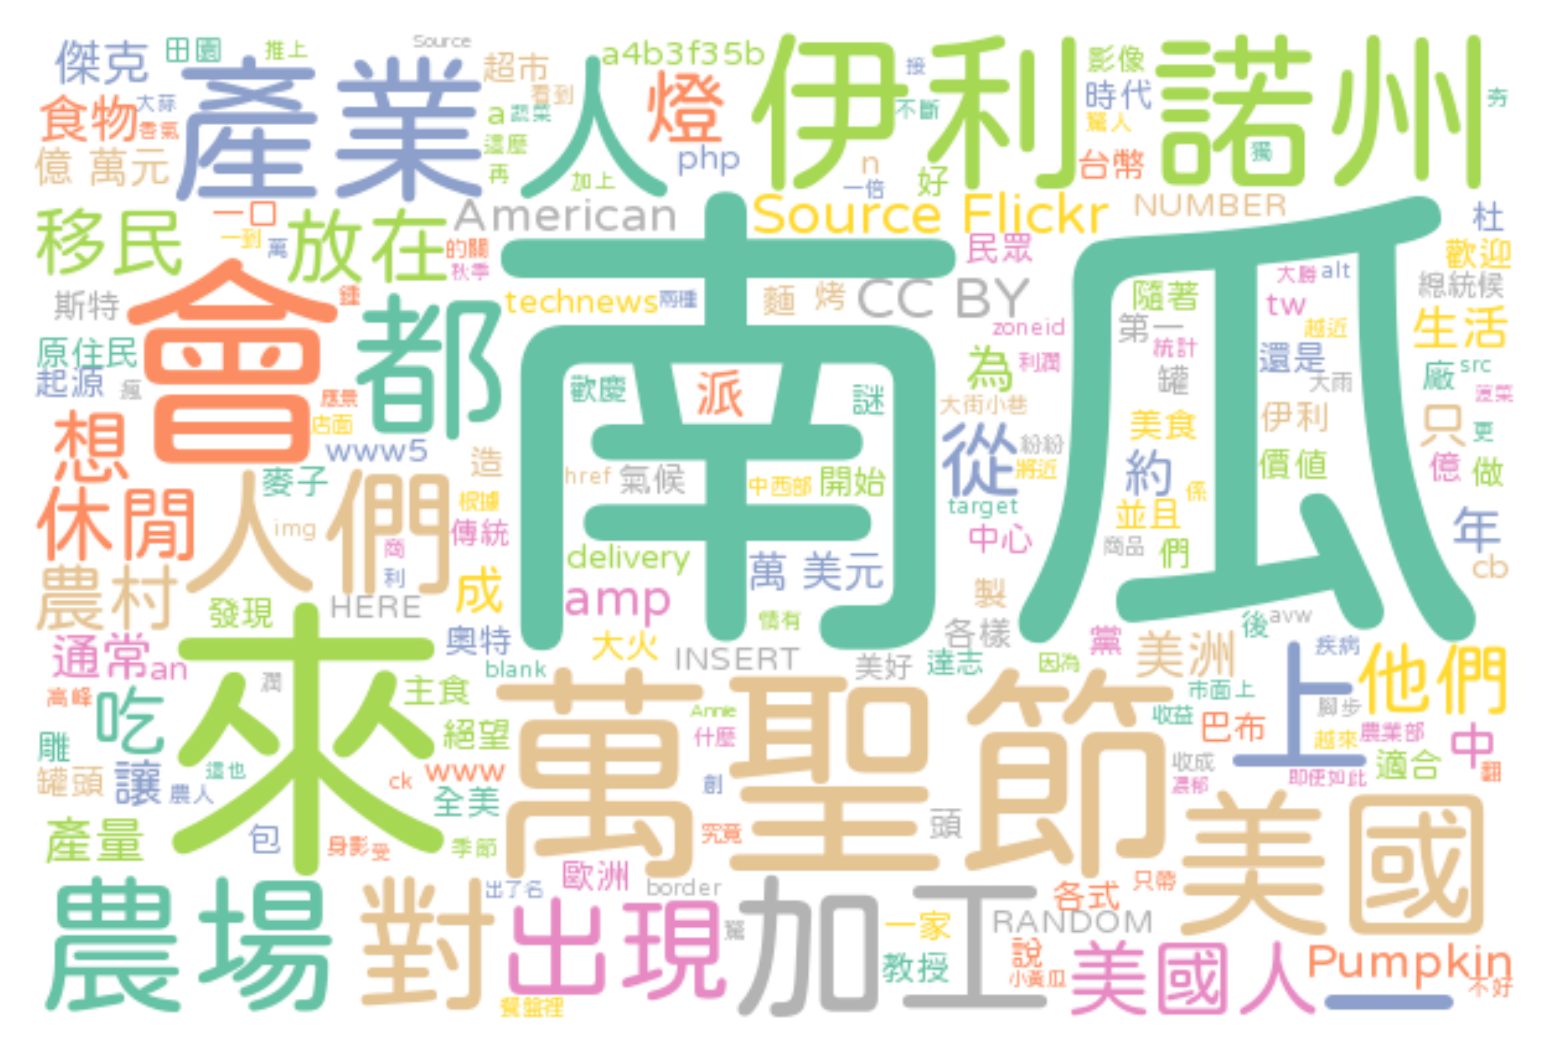 傑克 田園 推上 Source 超市 a4b3f35b 伊利諾州 影像
食物 大蒜 產業 看到 人 燈 接 時代 夯
香氣 a 蔬菜 不斷 驚人
億 萬元 這麼 php n 台幣 獨
再 加上 一倍 好
移民 一口 放在 American Source Flickr NUMBER 杜
一到 萬 的關 民眾 歡迎
秋季 大勝 alt
斯特 會 鍾 都 technews 兩種 南瓜 麵 烤 CC BY 隨著 tw 總統候
原住民 zoneid 第一 越近 生活
起源 瘋 歡慶 派 謎 為 利潤 統計 罐 還是 廠 src
應景 大街小巷 大雨 菠菜
想 店面 美食 伊利 只 更
www5 造 從 紛紛 將近 約 價值 億 做
休閒 麥子 人們 href 氣候 中西部 開始 係
img 根據 target 並且 年
商 傳統 中心 商品 們
農村 利 delivery 萬 美元 cb
發現 HERE 成 amp 情有 製 後 avw
通常 an 來 奧特 大火 INSERT 各樣 黨 美洲 上 疾病 他們
blank 美好 達志 因為
高峰 吃 潤 主食 萬聖節 Annie 市面上 腳步
雕 絕望 什麼 收益 巴布 越來 農業部 中
罐頭 讓 這也 ck www 收成 適合 翻
農人 全美 創 濃郁 即使如此
產量 包 身影 受 季節 究竟 頭 美國
農場 對 出了名 歐洲 border 加工 各式 只帶
出現 驚 一家 RANDOM
教授 說 美國人 Pumpkin
餐盤裡 小黃瓜 一 不好